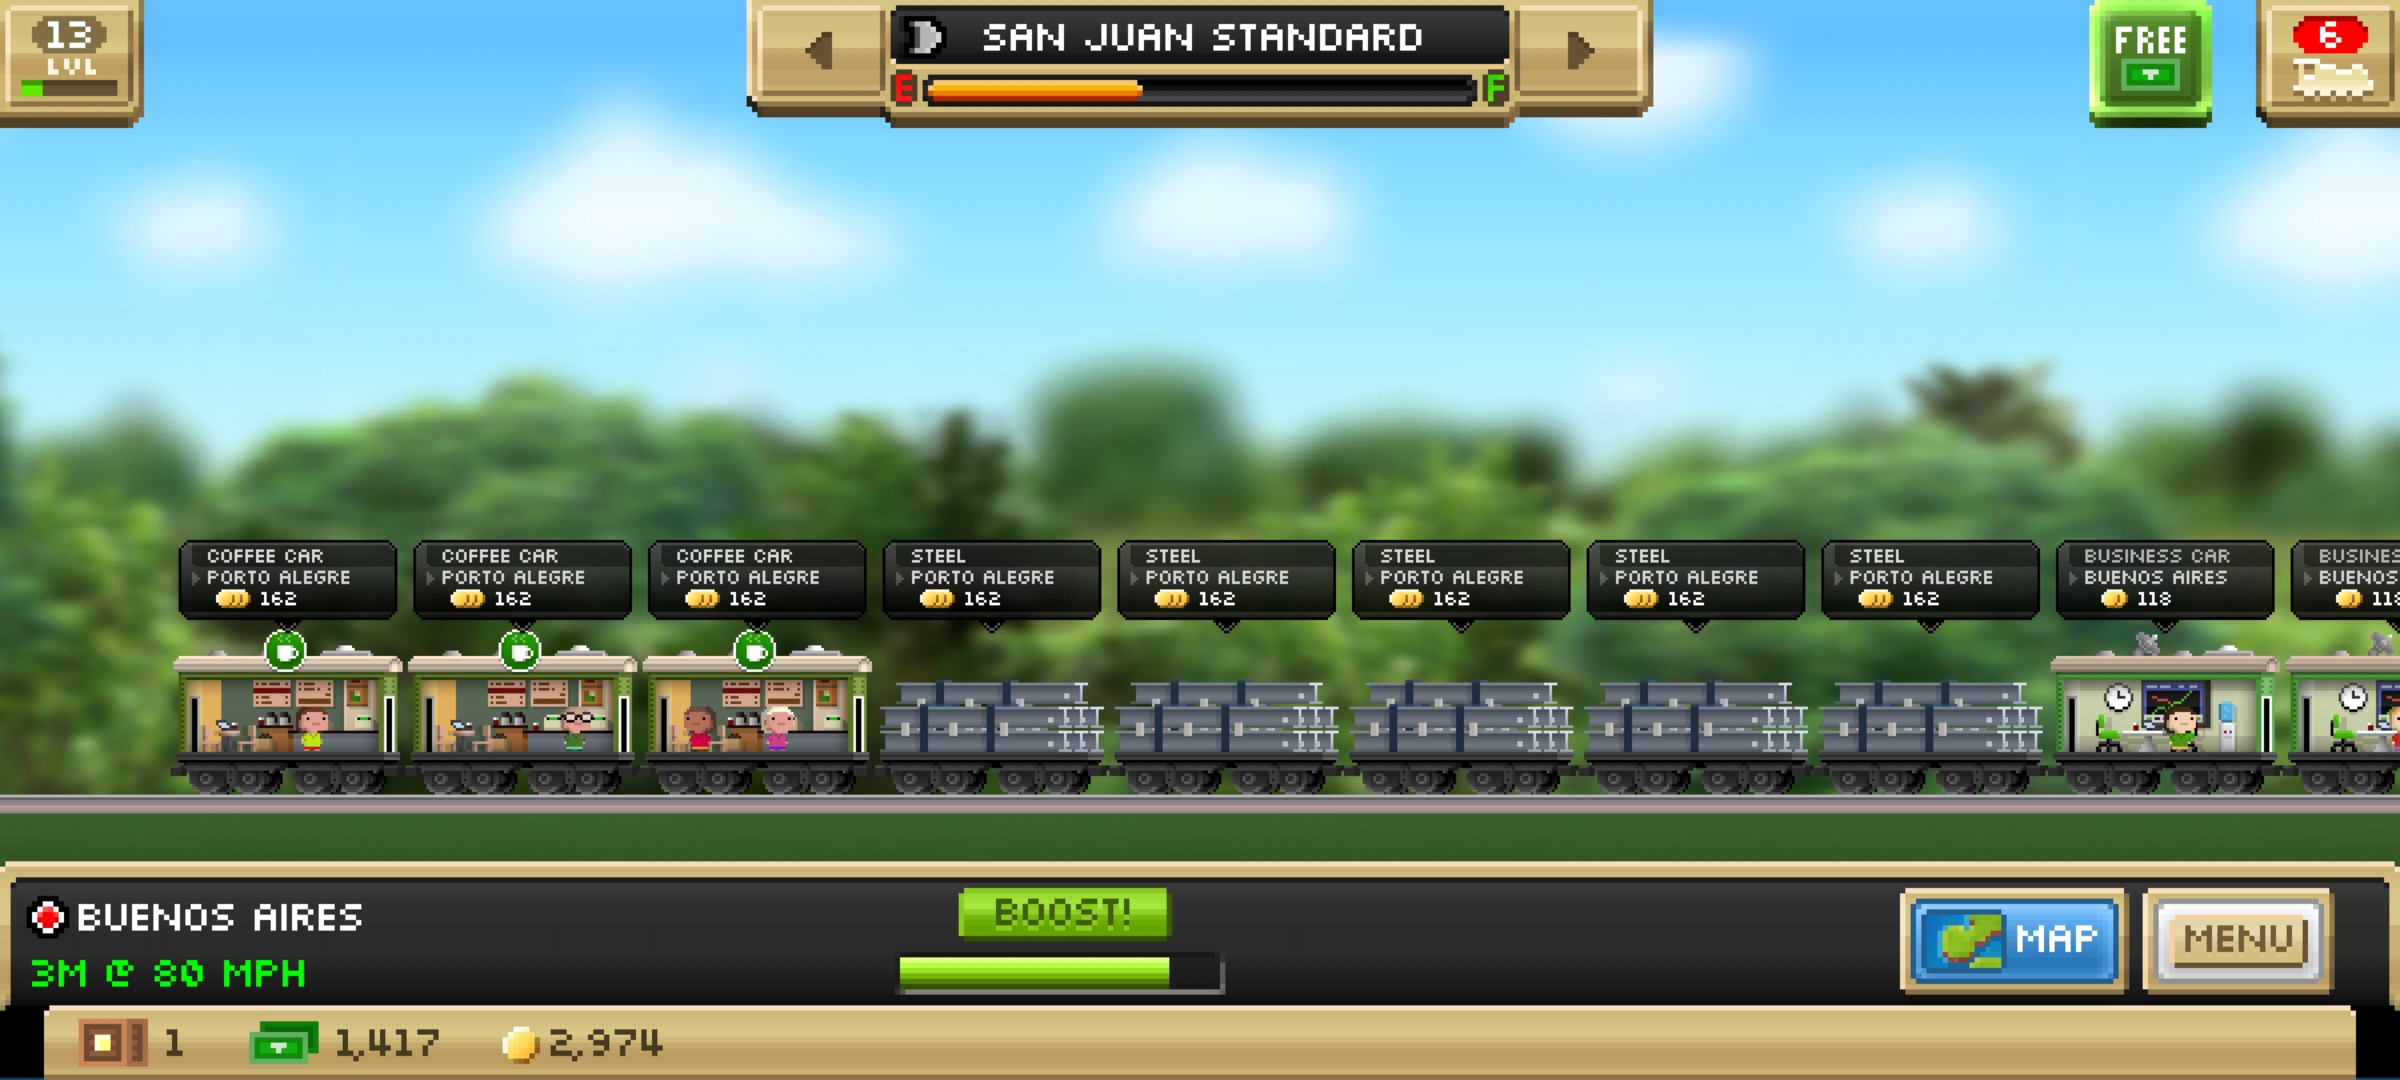 13
LVL
SAN JUAN STANDARD
E F
FREE
6
COFFEE CAR
PORTO ALEGRE
162
COFFEE CAR
PORTO ALEGRE
162
COFFEE CAR
PORTO ALEGRE
162
STEEL
PORTO ALEGRE
162
STEEL
PORTO ALEGRE
162
STEEL
PORTO ALEGRE
162
STEEL
PORTO ALEGRE
162
STEEL
PORTO ALEGRE
162
BUSINESS CAR
BUENOS AIRES
118
BUSINES
BUENOS
118
BUENOS AIRES
3M @ 80 MPH
BOOST!
MAP
MENU
1 1,417 2,974